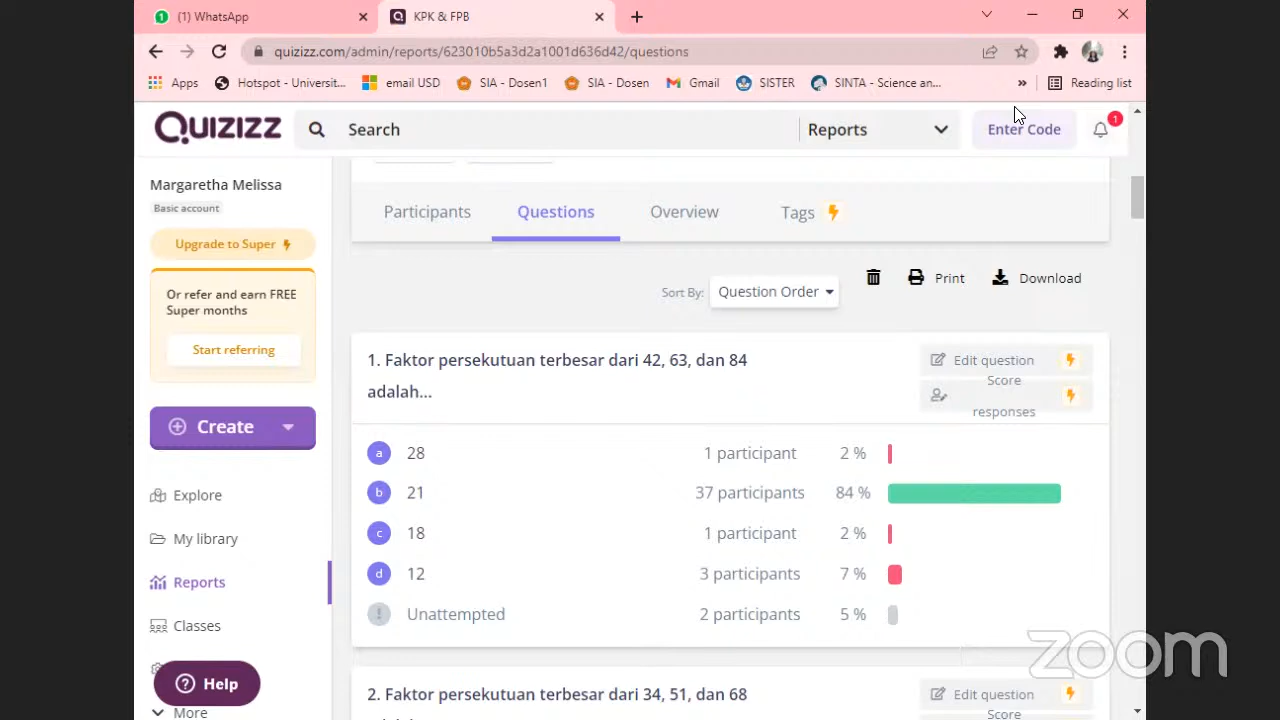 1
(1) WhatsApp
KPK & FPB
quizizz.com/admin/reports/623010b5a3d2a1001d636d42/questions
Apps
Hotspot - Universit...
email USD
SIA - Dosen1
SIA - Dosen
Gmail
SISTER
SINTA - Science an...
»
Reading list
QUIZIZZ
Search
Reports
Enter Code
1
Margaretha Melissa
Basic account
Upgrade to Super
Or refer and earn FREE
Super months
Start referring
Create
Explore
My library
Reports
Classes
Help
More
Participants
Questions
Overview
Tags
Sort By:
Question Order
Print
Download
1. Faktor persekutuan terbesar dari 42, 63, dan 84
adalah...
Edit question
Score
responses
a 28 1 participant 2 %
b 21 37 participants 84 %
c 18 1 participant 2 %
d 12 3 participants 7 %
! Unattempted 2 participants 5 %
2. Faktor persekutuan terbesar dari 34, 51, dan 68
Edit question
Score
zoom